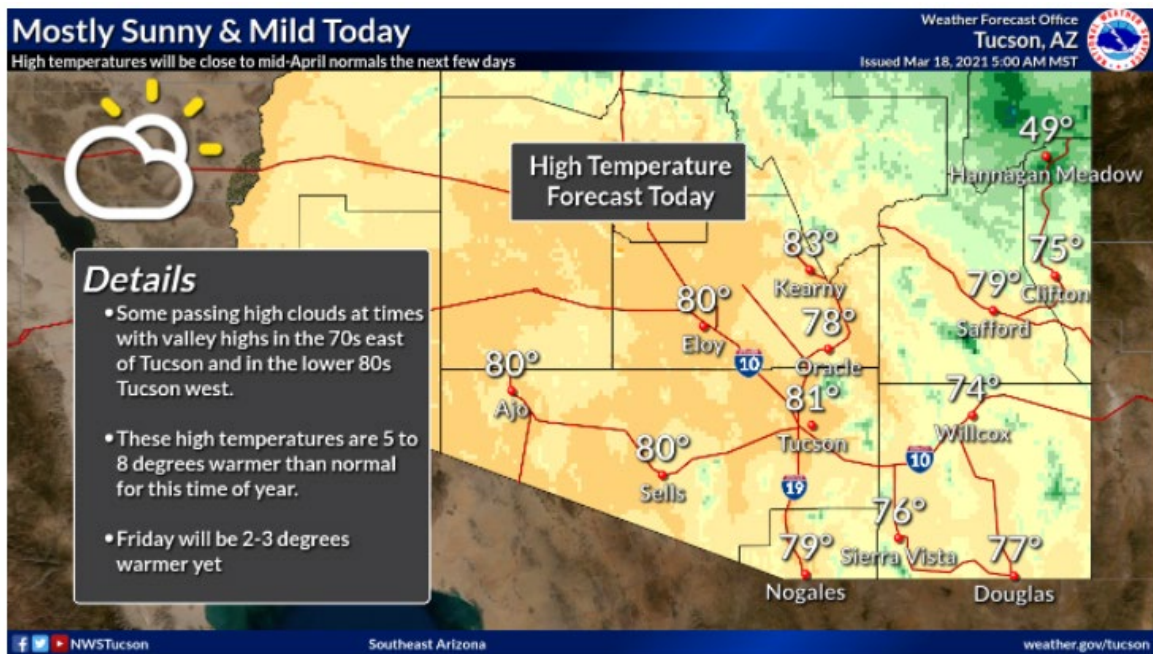 Mostly Sunny & Mild Today
High temperatures will be close to mid-April normals the next few days
Weather Forecast Office
Tucson, AZ
Issued Mar 18, 2021 5:00 AM MST
High Temperature
Forecast Today
Details
•Some passing high clouds at times
with valley highs in the 70s east
of Tucson and in the lower 80s
Tucson west.
•These high temperatures are 5 to
8 degrees warmer than normal
for this time of year.
•Friday will be 2-3 degrees
warmer yet
49°
Hannagan Meadow
75°
Clifton
83°
Kearny
79°
Safford
80°
Eloy
78°
Oracle
10
80°
Ajo
81°
Tucson
74°
Willcox
80°
Sells
10
19
76°
Sierra Vista
79°
Nogales
77°
Douglas
NWSTucson
Southeast Arizona
weather.gov/tucson